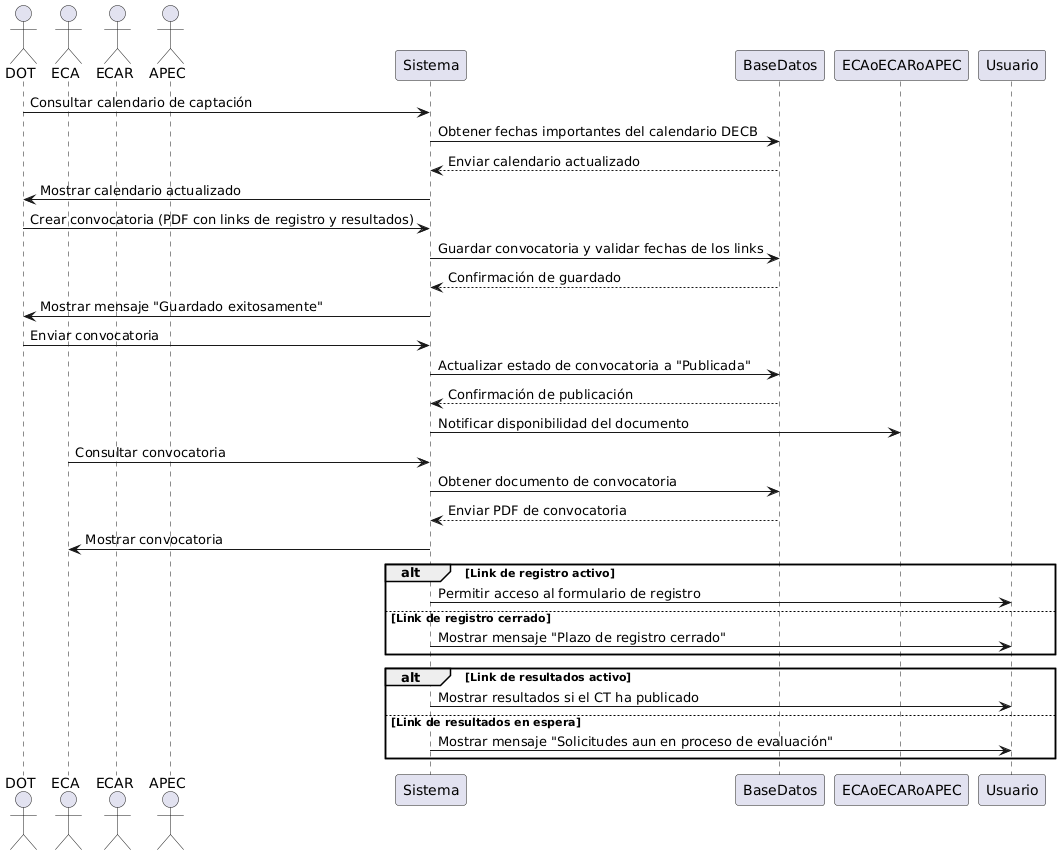 DOT ECA ECAR APEC Sistema BaseDatos ECAoECARoAPEC Usuario
Consultar calendario de captación
Obtener fechas importantes del calendario DECB
Enviar calendario actualizado
Mostrar calendario actualizado
Crear convocatoria (PDF con links de registro y resultados)
Guardar convocatoria y validar fechas de los links
Confirmación de guardado
Mostrar mensaje "Guardado exitosamente"
Enviar convocatoria
Actualizar estado de convocatoria a "Publicada"
Confirmación de publicación
Notificar disponibilidad del documento
Consultar convocatoria
Obtener documento de convocatoria
Enviar PDF de convocatoria
Mostrar convocatoria
alt [Link de registro activo]
Permitir acceso al formulario de registro
[Link de registro cerrado]
Mostrar mensaje "Plazo de registro cerrado"
alt [Link de resultados activo]
Mostrar resultados si el CT ha publicado
[Link de resultados en espera]
Mostrar mensaje "Solicitudes aun en proceso de evaluación"
DOT ECA ECAR APEC Sistema BaseDatos ECAoECARoAPEC Usuario